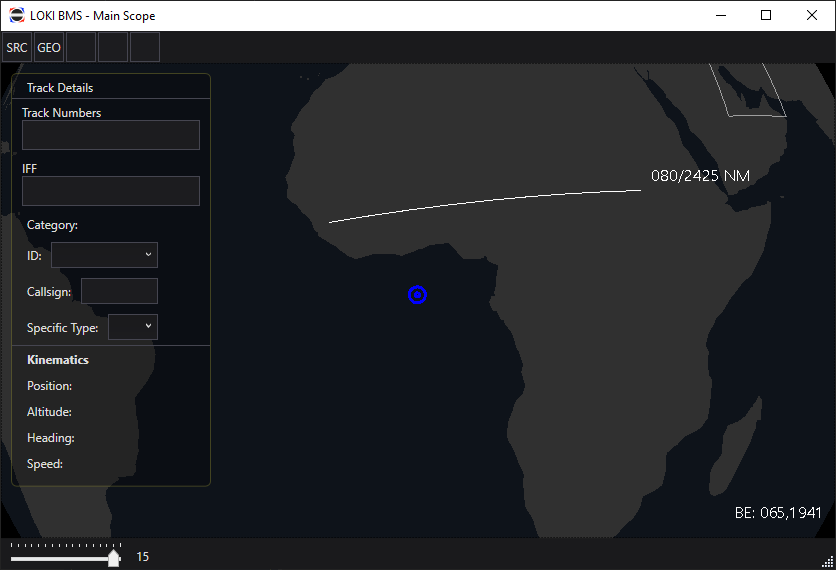 LOKI BMS - Main Scope
SRC GEO
Track Details
Track Numbers
IFF
Category:
ID:
Callsign:
Specific Type:
Kinematics
Position:
Altitude:
Heading:
Speed:
080/2425 NM
BE: 065,1941
15